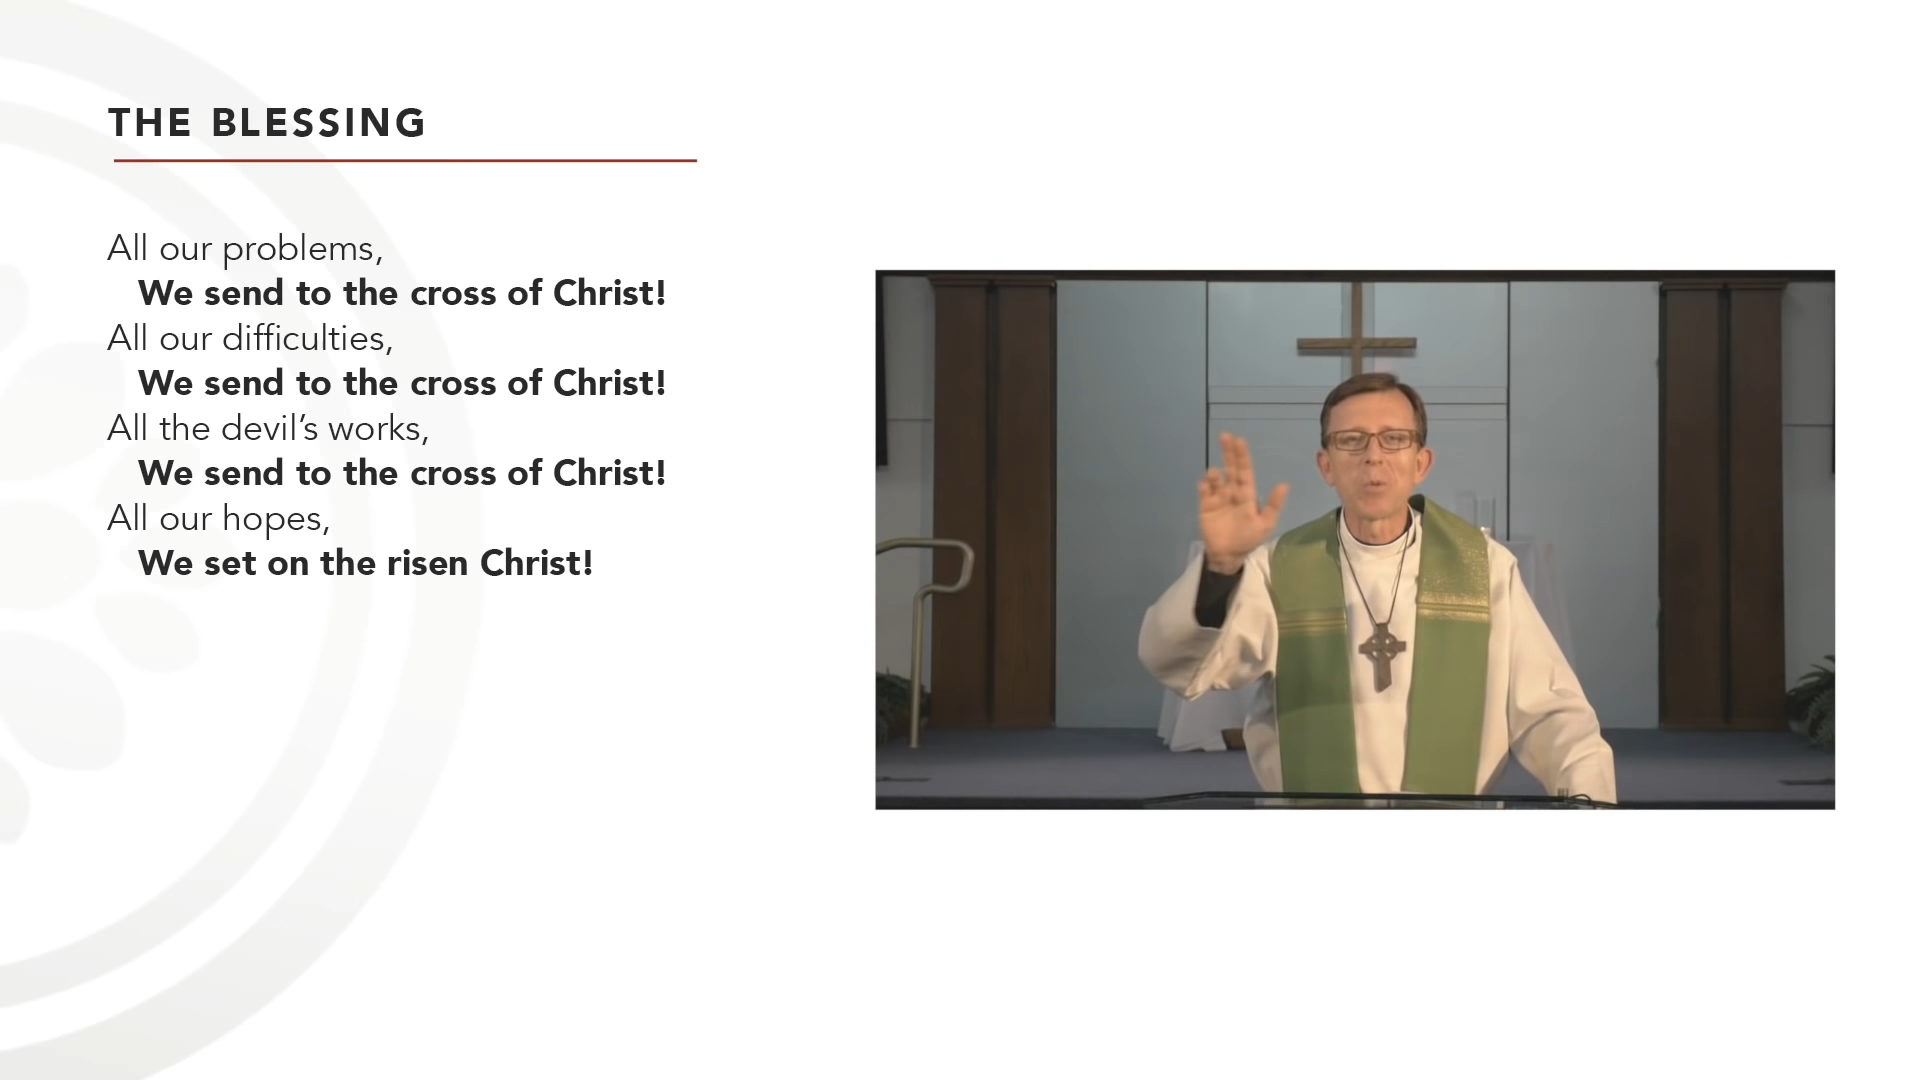 THE BLESSING
All our problems,
We send to the cross of Christ!
All our difficulties,
We send to the cross of Christ!
All the devil’s works,
We send to the cross of Christ!
All our hopes,
We set on the risen Christ!